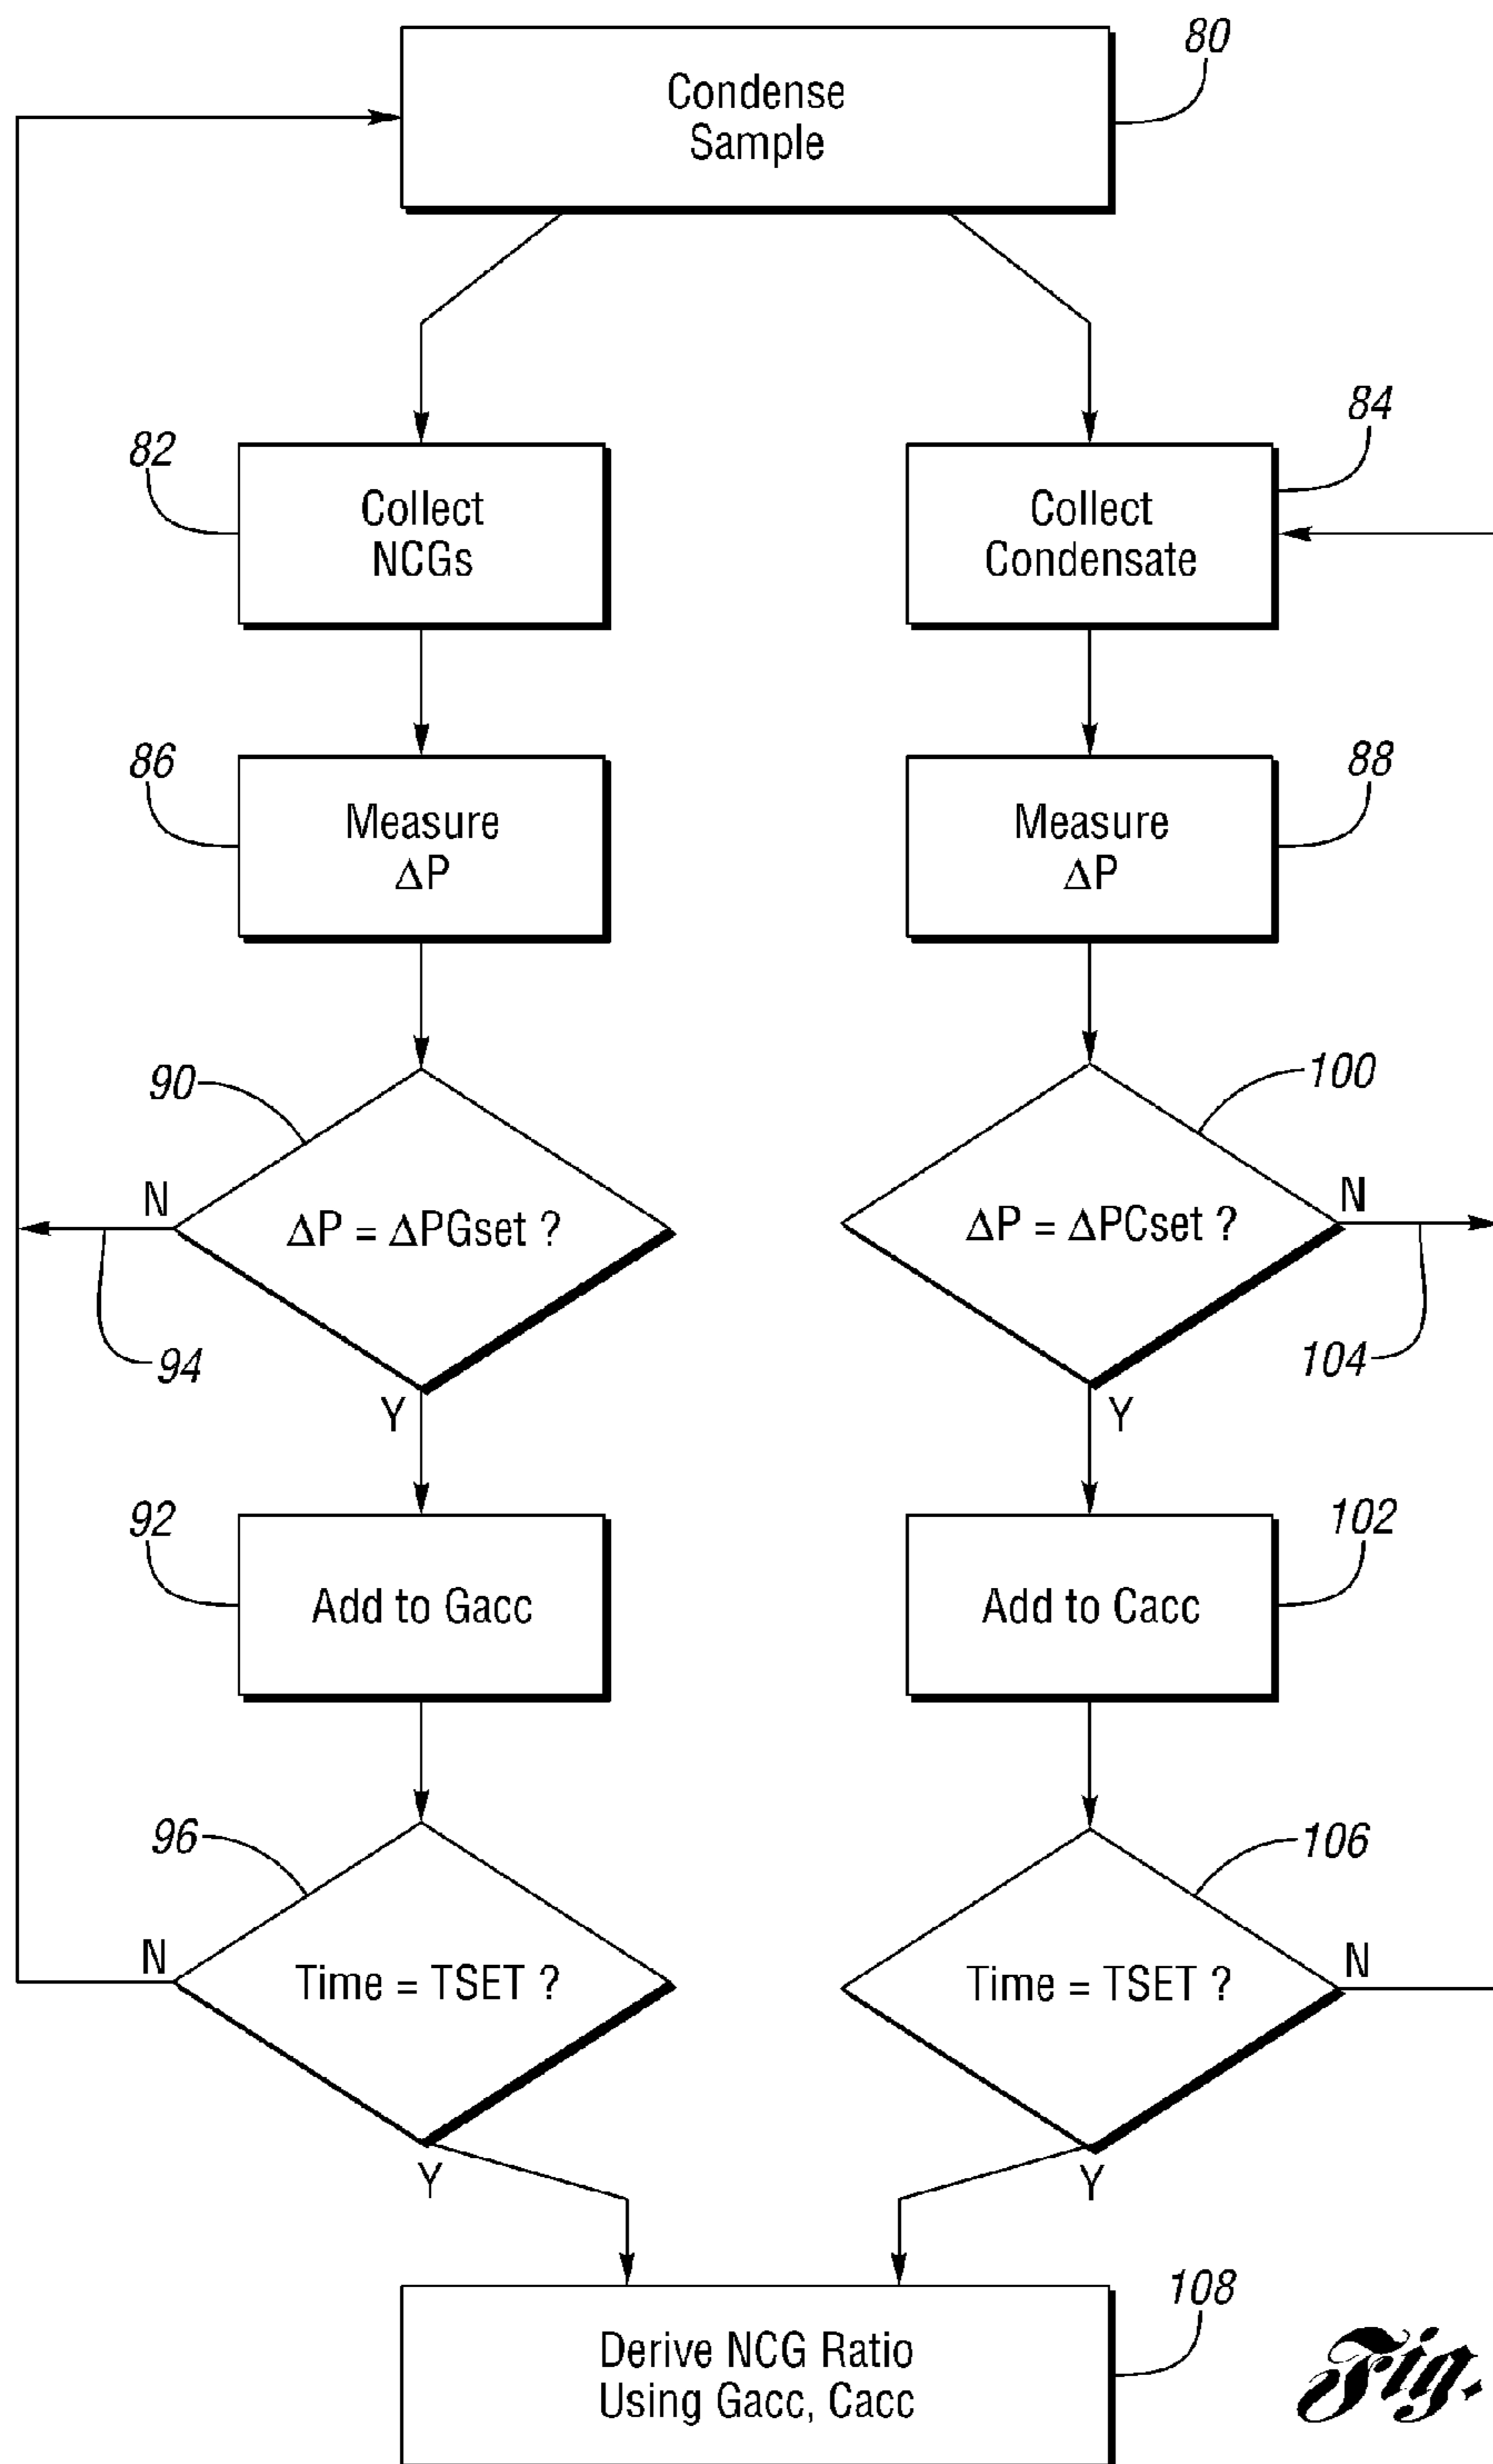 80
Condense
Sample
82
Collect
NCGs
84
Collect
Condensate
86
Measure
ΔP
88
Measure
ΔP
90
N
ΔP = ΔPGset ?
94
Y
100
ΔP = ΔPCset ?
N
104
Y
92
Add to Gacc
102
Add to Cacc
96
N
Time = TSET ?
Y
106
Time = TSET ?
N
Y
108
Derive NCG Ratio
Using Gacc, Cacc
Fig.